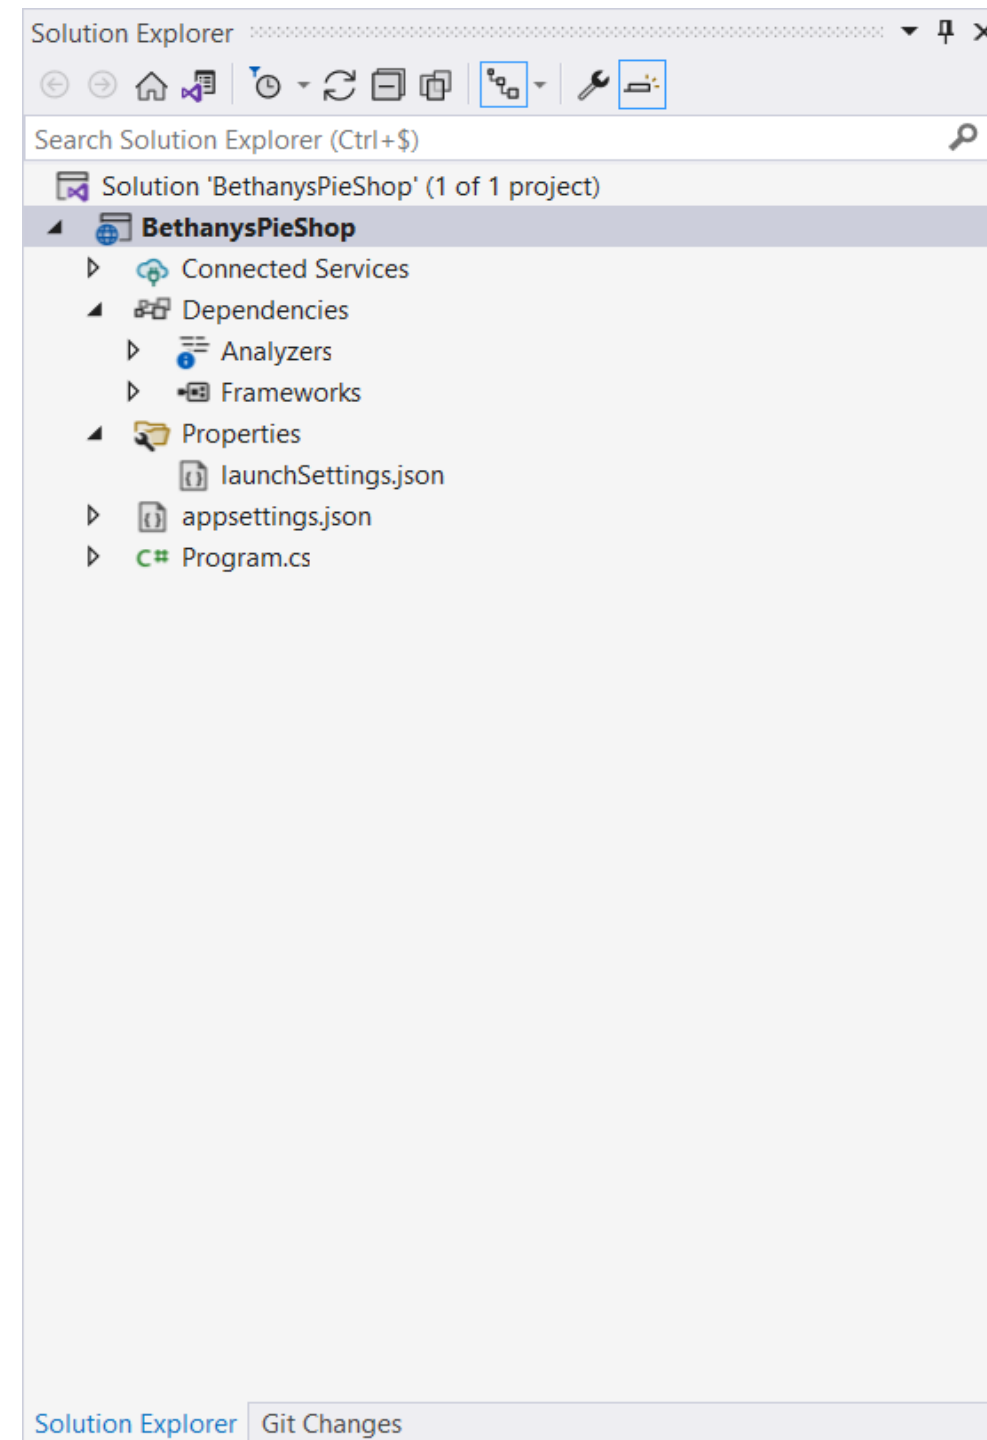 Solution Explorer
Search Solution Explorer (Ctrl+$)
Solution 'BethanysPieShop' (1 of 1 project)
BethanysPieShop
Connected Services
Dependencies
Analyzers
Frameworks
Properties
launchSettings.json
appsettings.json
C# Program.cs
Solution Explorer Git Changes